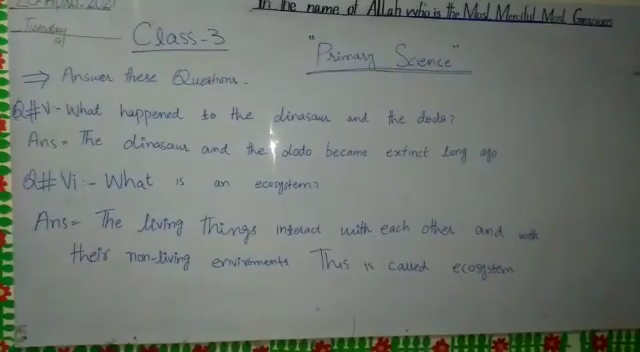 In the name of Allah who is the Most Merciful Most Gracious
Tuesday
Class-3
"Primary Science"
⇒ Answer these Questions.
Q#V- What happened to the dinasaur and the dodo?
Ans= The dinasaur and the dodo became extinct long ago
Q# Vi - What is an ecosystem?
Ans= The living Things interact with each other and with
their non-living enviroments This is called ecosystem